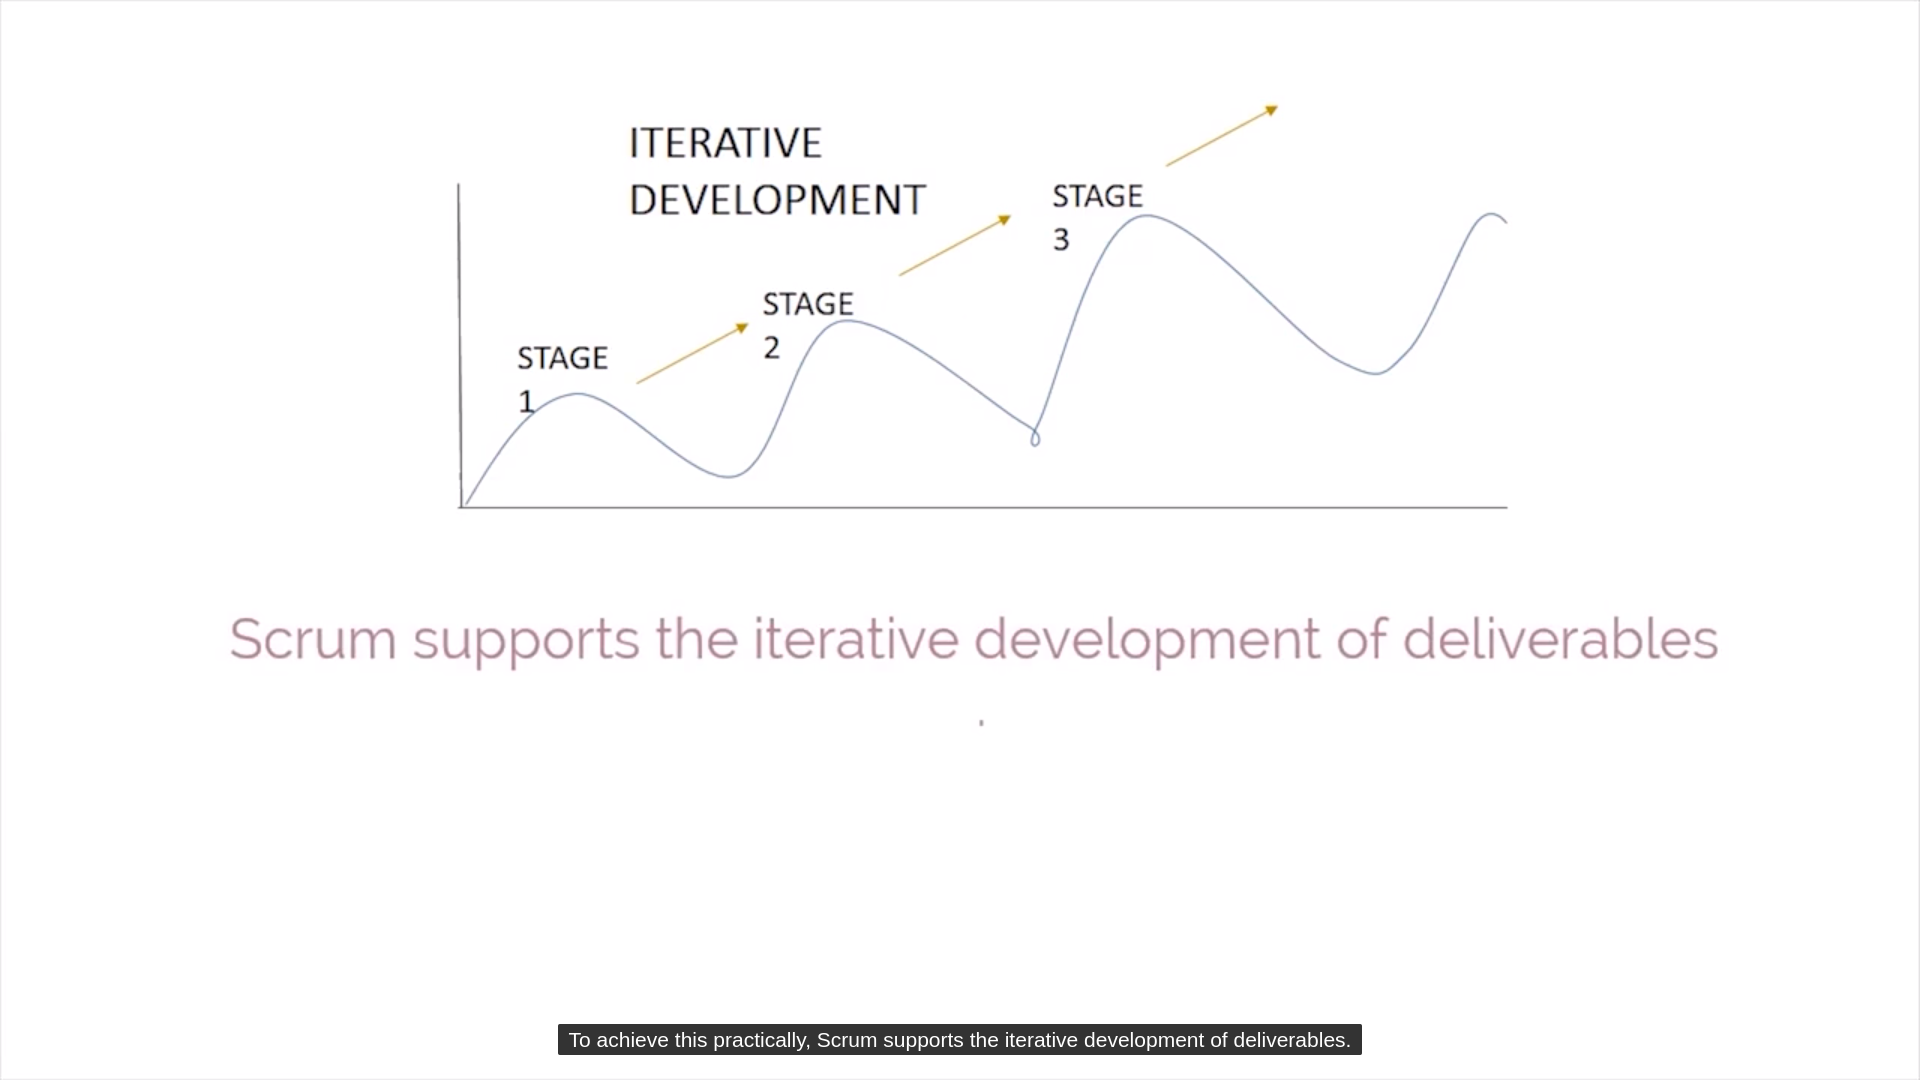 ITERATIVE
DEVELOPMENT
STAGE
3
STAGE
2
STAGE
1
Scrum supports the iterative development of deliverables
To achieve this practically, Scrum supports the iterative development of deliverables.